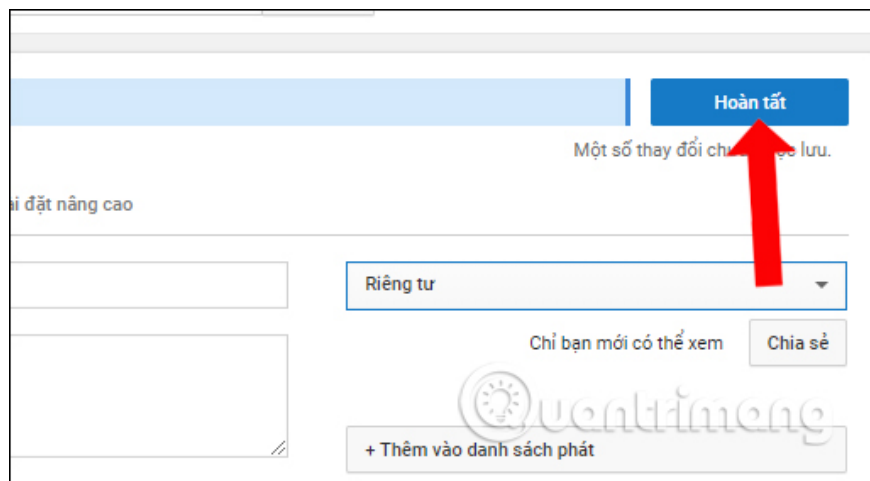 Hoàn tất
Một số thay đổi lưu.
đặt nâng cao
Riêng tư
Chỉ bạn mới có thể xem
Chia sẻ
Quantrimang
+ Thêm vào danh sách phát